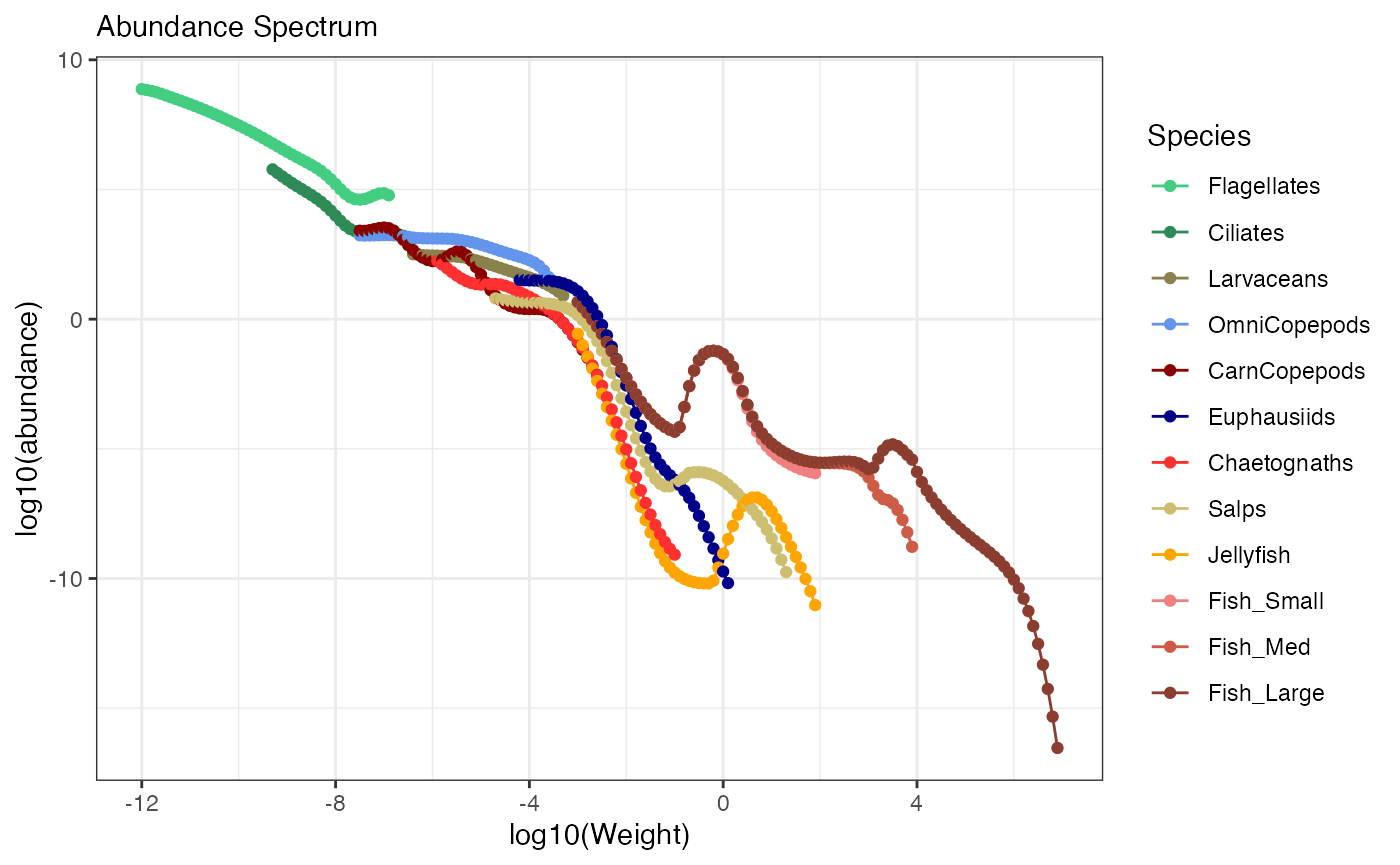 Abundance Spectrum
log10(abundance)
10
0
-10
-12
-8
-4
0
4
log10(Weight)
Species
Flagellates
Ciliates
Larvaceans
OmniCopepods
CarnCopepods
Euphausiids
Chaetognaths
Salps
Jellyfish
Fish_Small
Fish_Med
Fish_Large